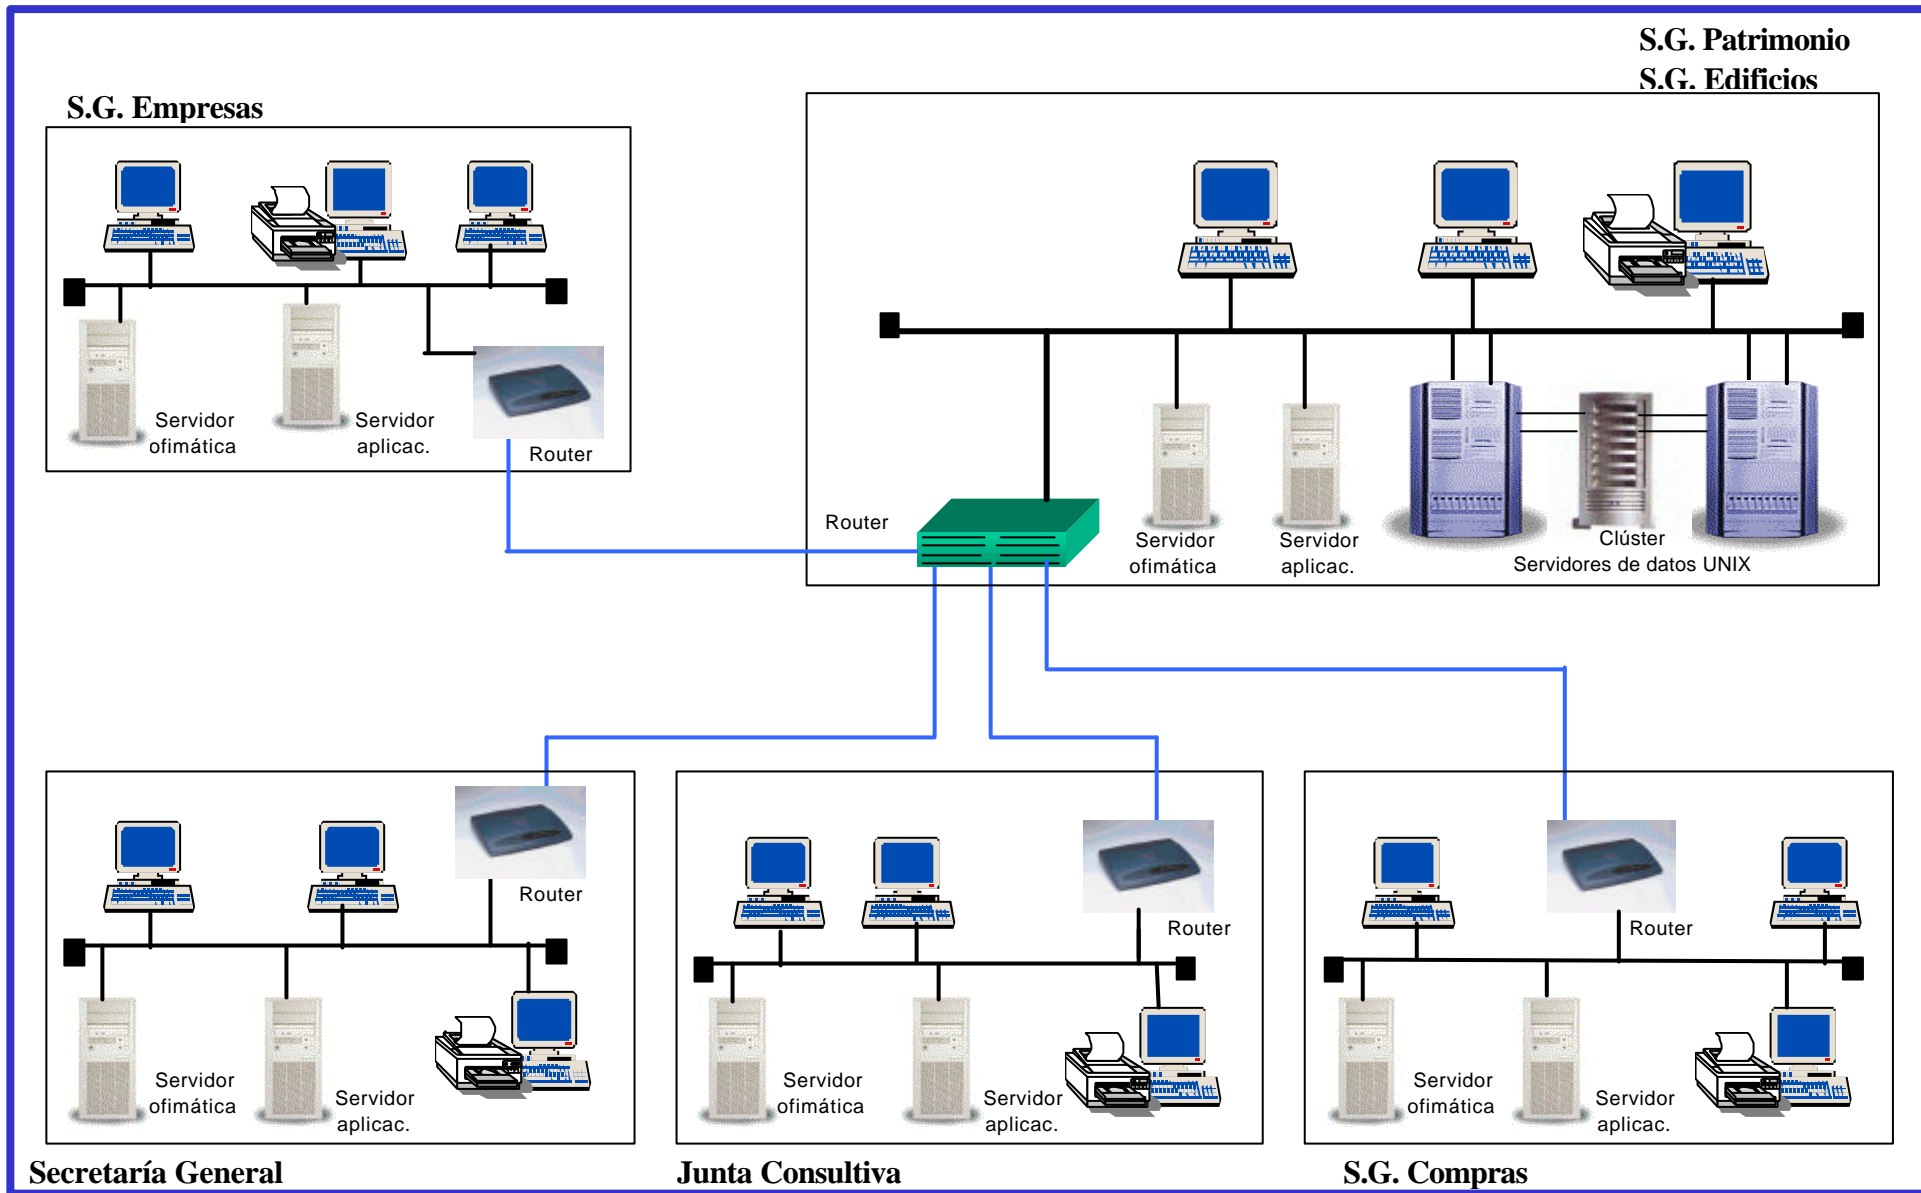 S.G. Patrimonio
S.G. Edificios
S.G. Empresas
Servidor
ofimática
Servidor
aplicac.
Router
Router
Servidor
ofimática
Servidor
aplicac.
Clúster
Servidores de datos UNIX
Router
Servidor
ofimática
Servidor
aplicac.
Secretaría General
Router
Servidor
ofimática
Servidor
aplicac.
Junta Consultiva
Router
Servidor
ofimática
Servidor
aplicac.
S.G. Compras